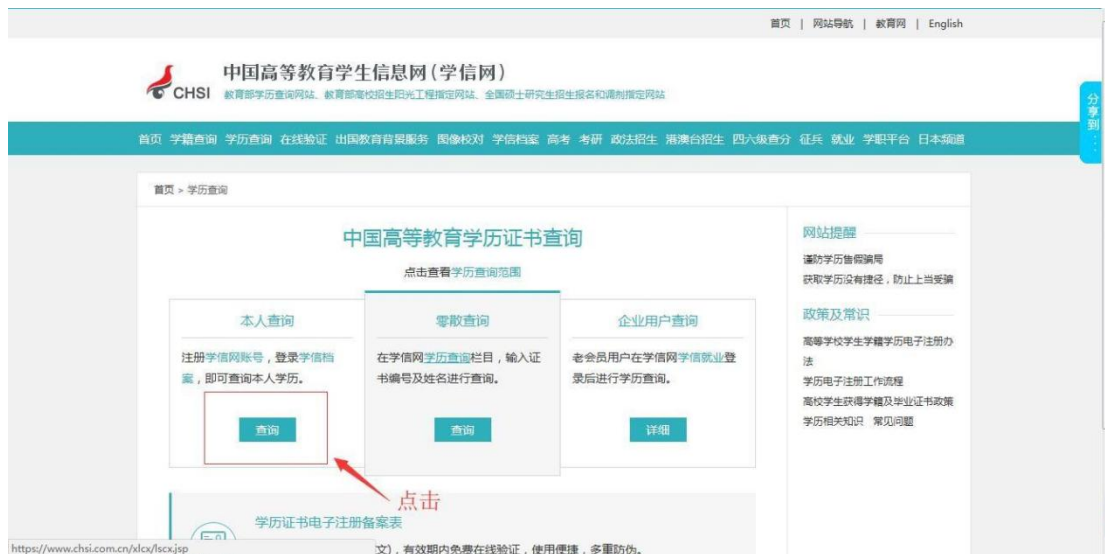 首页 | 网站导航 | 教育网 | English
CHSI
中国高等教育学生信息网(学信网)
教育部学历查询网站、教育部高校招生阳光工程指定网站、全国硕士研究生招生报名和调剂指定网站
分享到:...
首页 学籍查询 学历查询 在线验证 出国教育背景服务 图像校对 学信档案 高考 考研 政法招生 港澳台招生 四六级查分 征兵 就业 学职平台 日本频道
首页 > 学历查询
中国高等教育学历证书查询
点击查看学历查询范围
本人查询
注册学信网账号,登录学信档
案,即可查询本人学历。
查询
零散查询
在学信网学历查询栏目,输入证
书编号及姓名进行查询。
查询
企业用户查询
老会员用户在学信网学信就业登
录后进行学历查询。
详细
点击
学历证书电子注册备案表
文),有效期内免费在线验证,使用便捷,多重防伪。
网站提醒
谨防学历售假骗局
获取学历没有捷径,防止上当受骗
政策及常识
高等学校学生学籍学历电子注册办
法
学历电子注册工作流程
高校学生获得学籍及毕业证书政策
学历相关知识 常见问题
https://www.chsi.com.cn/xlcx/lscx.jsp